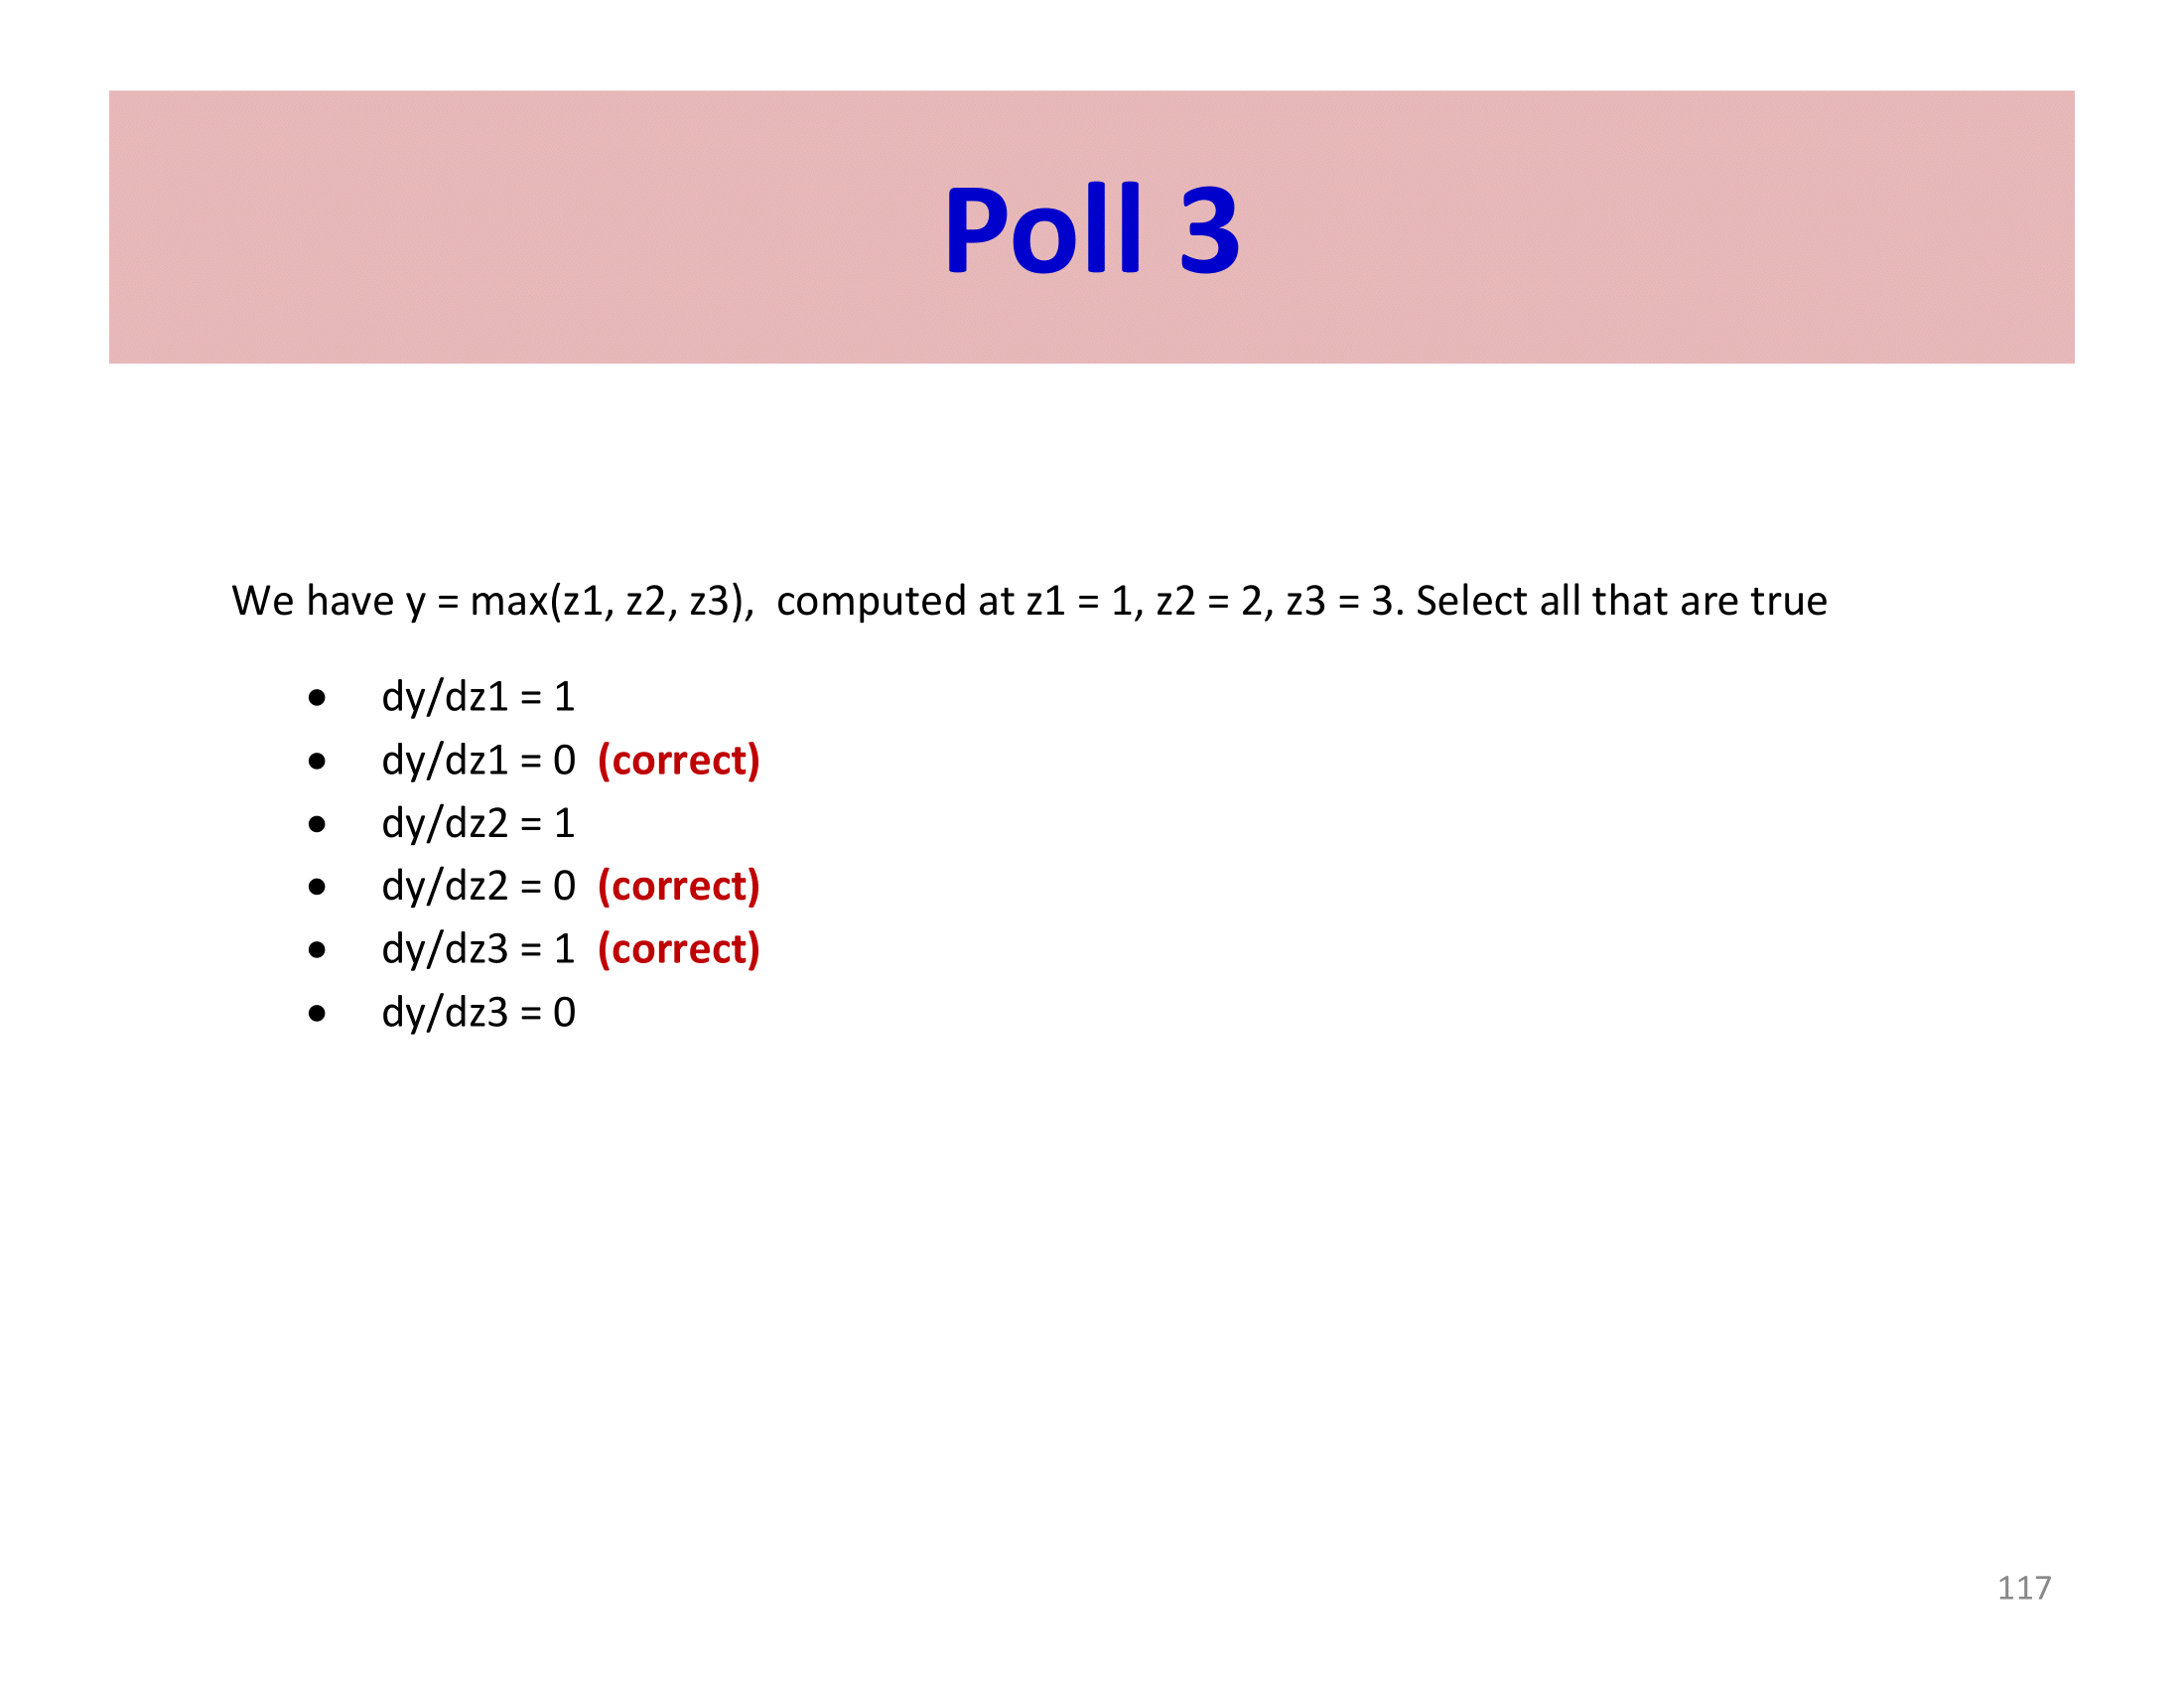 Poll 3
We have y = max(z1, z2, z3),  computed at z1 = 1, z2 = 2, z3 = 3. Select all that are true
● dy/dz1 = 1
● dy/dz1 = 0 (correct)
● dy/dz2 = 1
● dy/dz2 = 0 (correct)
● dy/dz3 = 1 (correct)
● dy/dz3 = 0
117